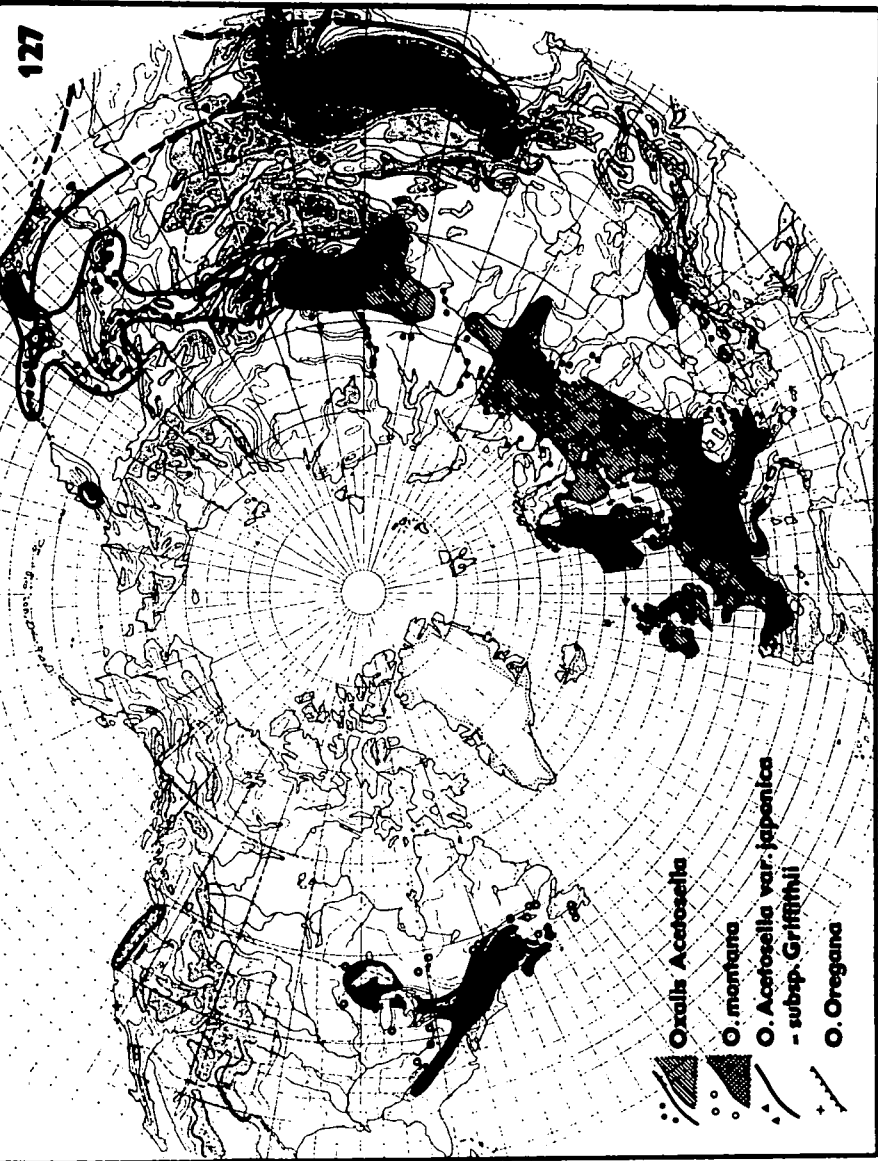 127
Oxalis Acetosella
O. montana
O. Acetosella var. japonica
= subsp. Griffithii
O. Oregana